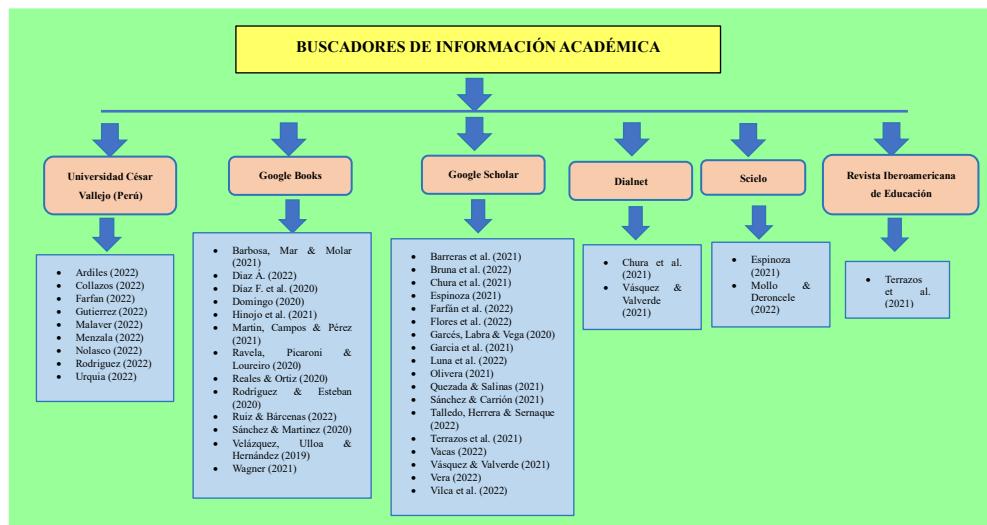 BUSCADORES DE INFORMACIÓN ACADÉMICA
Universidad César
Vallejo (Perú)
Ardiles (2022)
Collazos (2022)
Farfan (2022)
Gutierrez (2022)
Malaver (2022)
Menzala (2022)
Nolasco (2022)
Rodriguez (2022)
Urquia (2022)
Google Books
Barbosa, Mar & Molar
(2021)
Diaz Á. (2022)
Díaz F. et al. (2020)
Domingo (2020)
Hinojo et al. (2021)
Martin, Campos & Pérez
(2021)
Ravela, Picaroni &
Loureiro (2020)
Reales & Ortiz (2020)
Rodríguez & Esteban
(2020)
Ruiz & Bárcenas (2022)
Sánchez & Martinez (2020)
Velázquez, Ulloa &
Hernández (2019)
Wagner (2021)
Google Scholar
Barreras et al. (2021)
Bruna et al. (2022)
Chura et al. (2021)
Espinoza (2021)
Farfán et al. (2022)
Flores et al. (2022)
Garcés, Labra & Vega (2020)
Garcia et al. (2021)
Luna et al. (2022)
Olivera (2021)
Quezada & Salinas (2021)
Sánchez & Carrión (2021)
Talledo, Herrera & Sernaque
(2022)
Terrazos et al. (2021)
Vacas (2022)
Vásquez & Valverde (2021)
Vera (2022)
Vilca et al. (2022)
Dialnet
Chura et al.
(2021)
Vásquez &
Valverde
(2021)
Scielo
Espinoza
(2021)
Mollo &
Deroncele
(2022)
Revista Iberoamericana
de Educación
Terrazos
et al.
(2021)